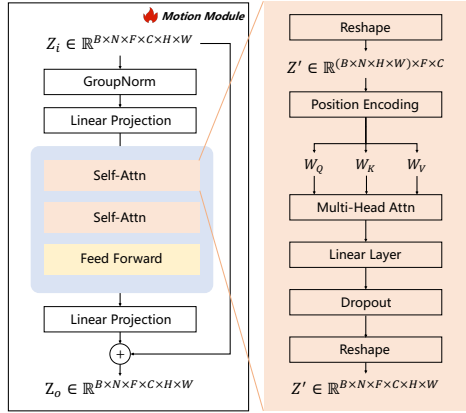 Motion Module
Z_i ∈ ℝ^{B×N×F×C×H×W}
GroupNorm
Linear Projection
Self-Attn
Self-Attn
Feed Forward
Linear Projection
+
Z_o ∈ ℝ^{B×N×F×C×H×W}
Reshape
Z′ ∈ ℝ^{(B×N×H×W)×F×C}
Position Encoding
W_Q W_K W_V
Multi-Head Attn
Linear Layer
Dropout
Reshape
Z′ ∈ ℝ^{B×N×F×C×H×W}